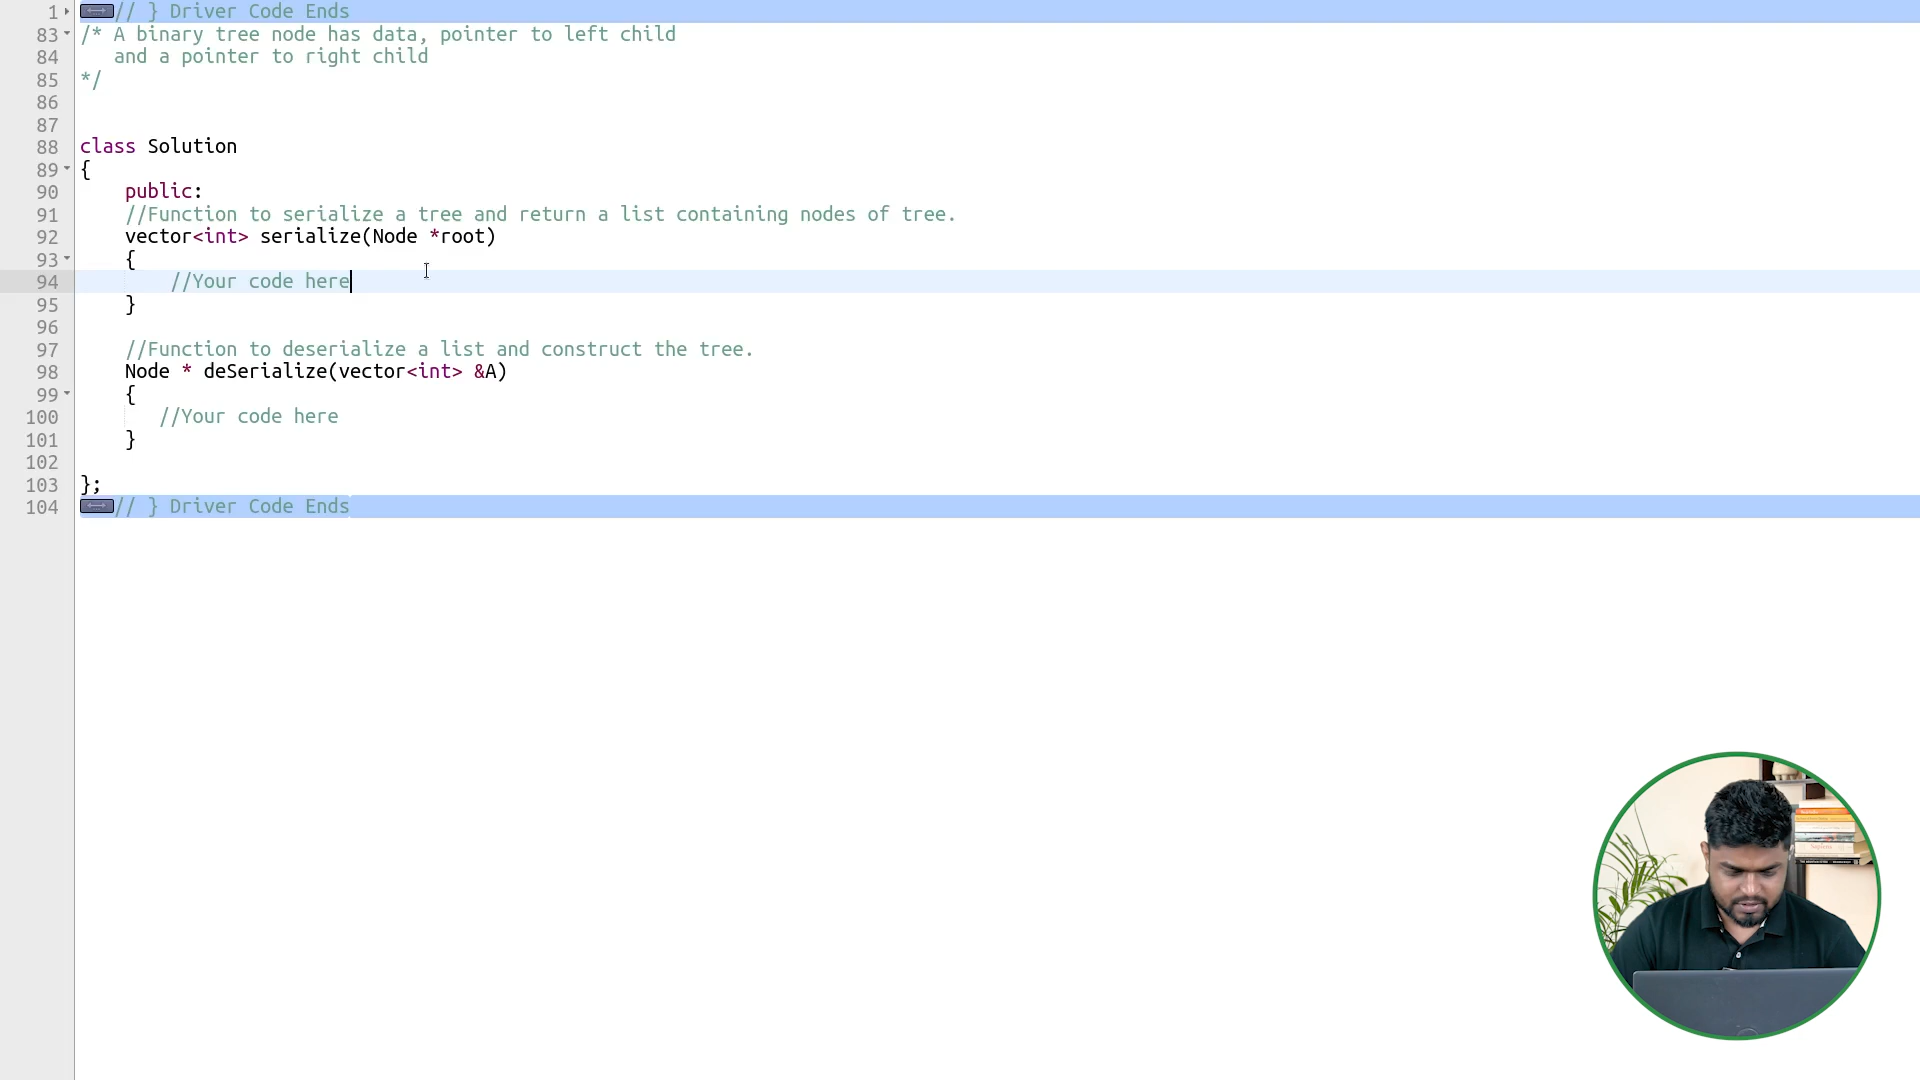 1 // } Driver Code Ends
83 /* A binary tree node has data, pointer to left child
84 and a pointer to right child
85 */
86
87
88 class Solution
89 {
90 public:
91 //Function to serialize a tree and return a list containing nodes of tree.
92 vector<int> serialize(Node *root)
93 {
94 //Your code here
95 }
96
97 //Function to deserialize a list and construct the tree.
98 Node * deSerialize(vector<int> &A)
99 {
100 //Your code here
101 }
102
103 };
104 // } Driver Code Ends
Sapiens